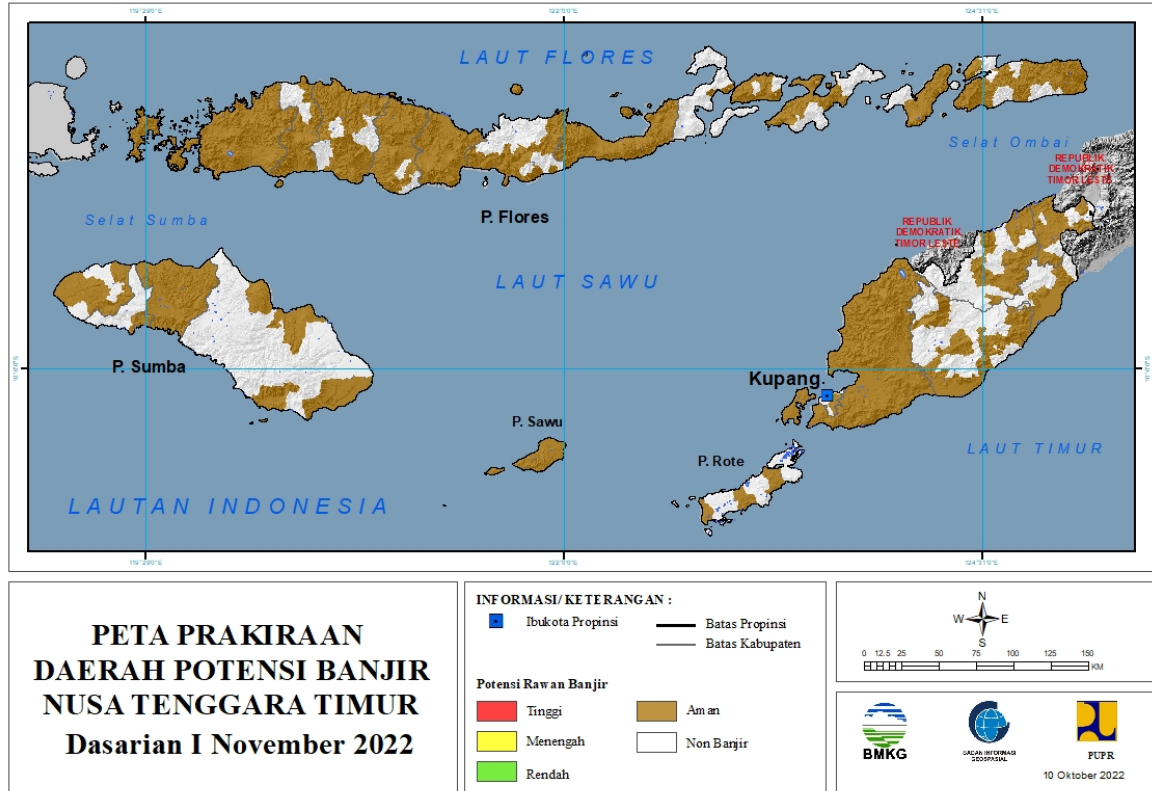 LAUT FLORES
Selat Ombai
REPUBLIK
DEMOKRATIK
TIMOR LESTE
P. Flores
Selat Sumba
REPUBLIK
DEMOKRATIK
TIMOR LESTE
LAUT SAWU
P. Sumba
Kupang.
P. Sawu
P. Rote
LAUT TIMUR
LAUTAN INDONESIA
PETA PRAKIRAAN
DAERAH POTENSI BANJIR
NUSA TENGGARA TIMUR
Dasarian I November 2022
INFORMASI/ KETERANGAN :
Ibukota Propinsi
Batas Propinsi
Batas Kabupaten
Potensi Rawan Banjir
Tinggi
Aman
Menengah
Non Banjir
Rendah
N
W E
S
0 12.5 25 50 75 100 125 150
KM
BMKG
BADAN INFORMASI
GEOSPASIAL
PUPR
10 Oktober 2022